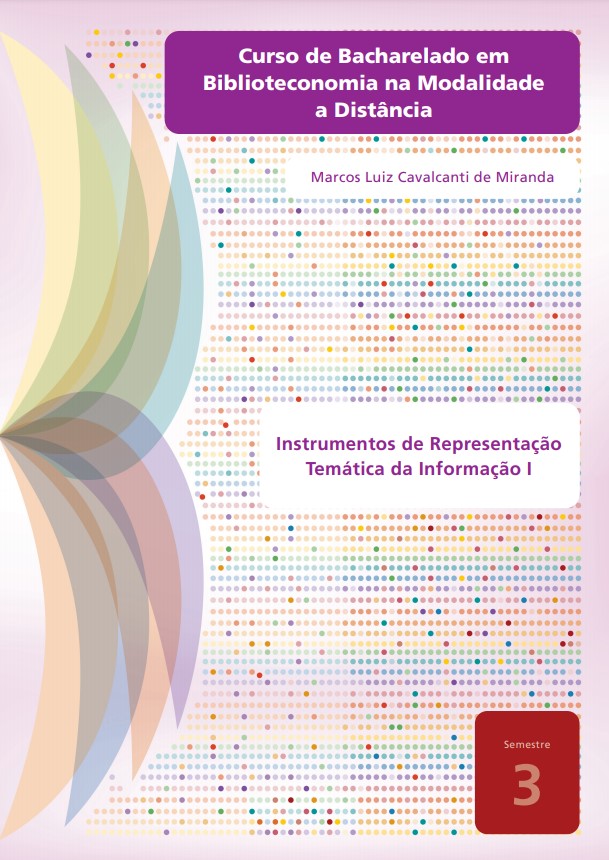 Curso de Bacharelado em
Biblioteconomia na Modalidade
a Distância
Marcos Luiz Cavalcanti de Miranda
Instrumentos de Representação
Temática da Informação I
Semestre
3